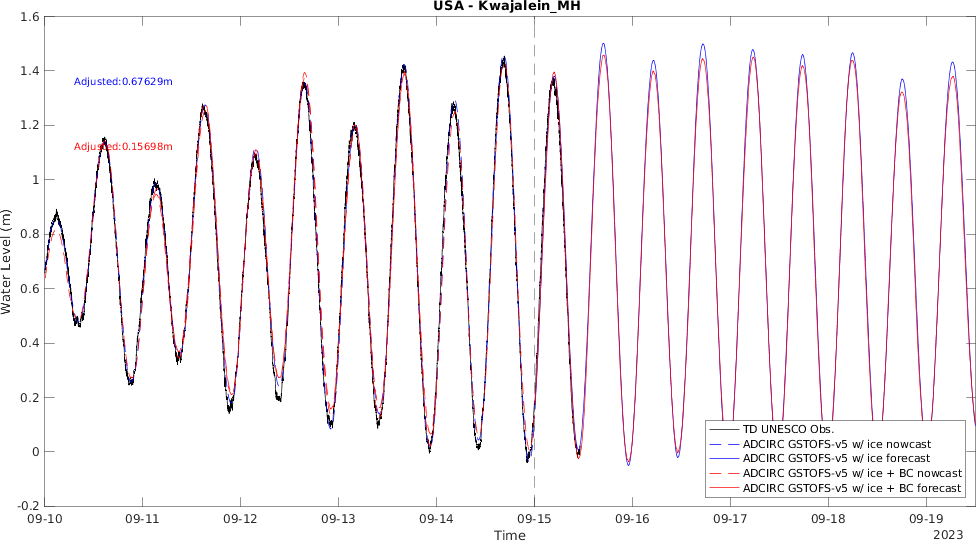 USA - Kwajalein_MH
1.6
1.4
1.2
1
0.8
0.6
0.4
0.2
0
-0.2
Water Level (m)
Adjusted:0.67629m
Adjusted:0.15698m
TD UNESCO Obs.
ADCIRC GSTOFS-v5 w/ ice nowcast
ADCIRC GSTOFS-v5 w/ ice forecast
ADCIRC GSTOFS-v5 w/ ice + BC nowcast
ADCIRC GSTOFS-v5 w/ ice + BC forecast
09-10 09-11 09-12 09-13 09-14 09-15 09-16 09-17 09-18 09-19
Time
2023